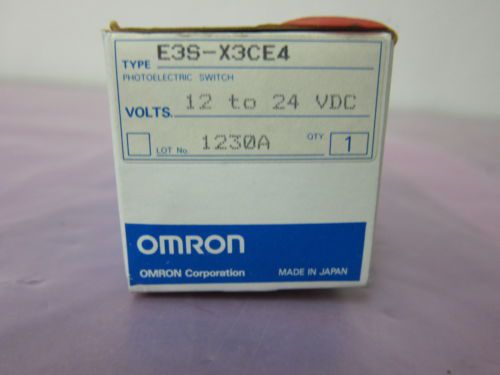 TYPE E3S-X3CE4
PHOTOELECTRIC SWITCH
VOLTS. 12 to 24 VDC
LOT No. 1230A QTY 1
OMRON
OMRON Corporation MADE IN JAPAN